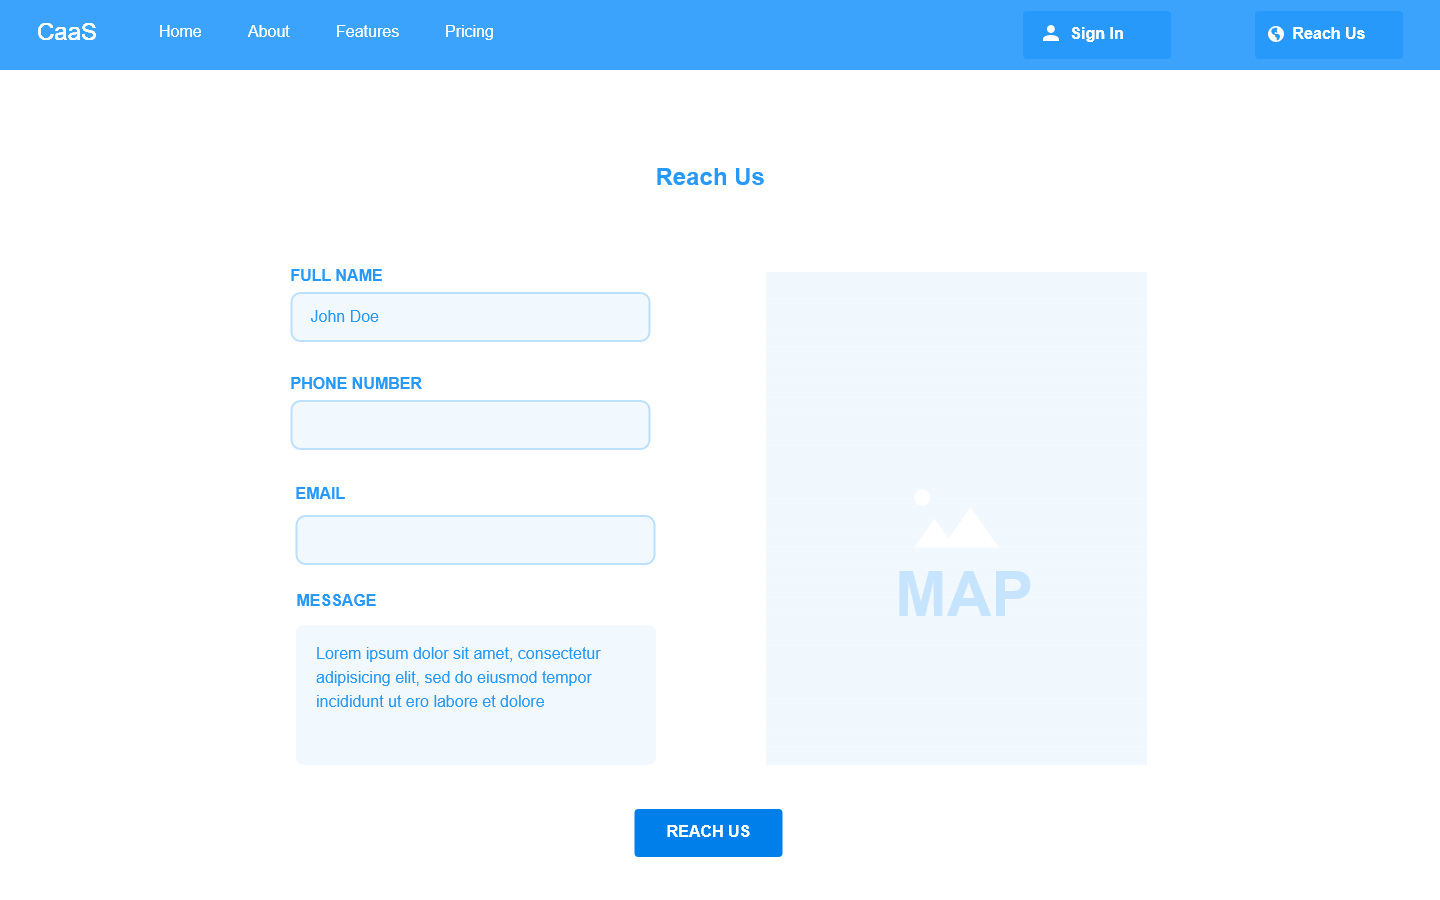 CaaS
Home
About
Features
Pricing
Sign In
Reach Us
Reach Us
FULL NAME
John Doe
PHONE NUMBER
EMAIL
MESSAGE
Lorem ipsum dolor sit amet, consectetur
adipisicing elit, sed do eiusmod tempor
incididunt ut ero labore et dolore
MAP
REACH US